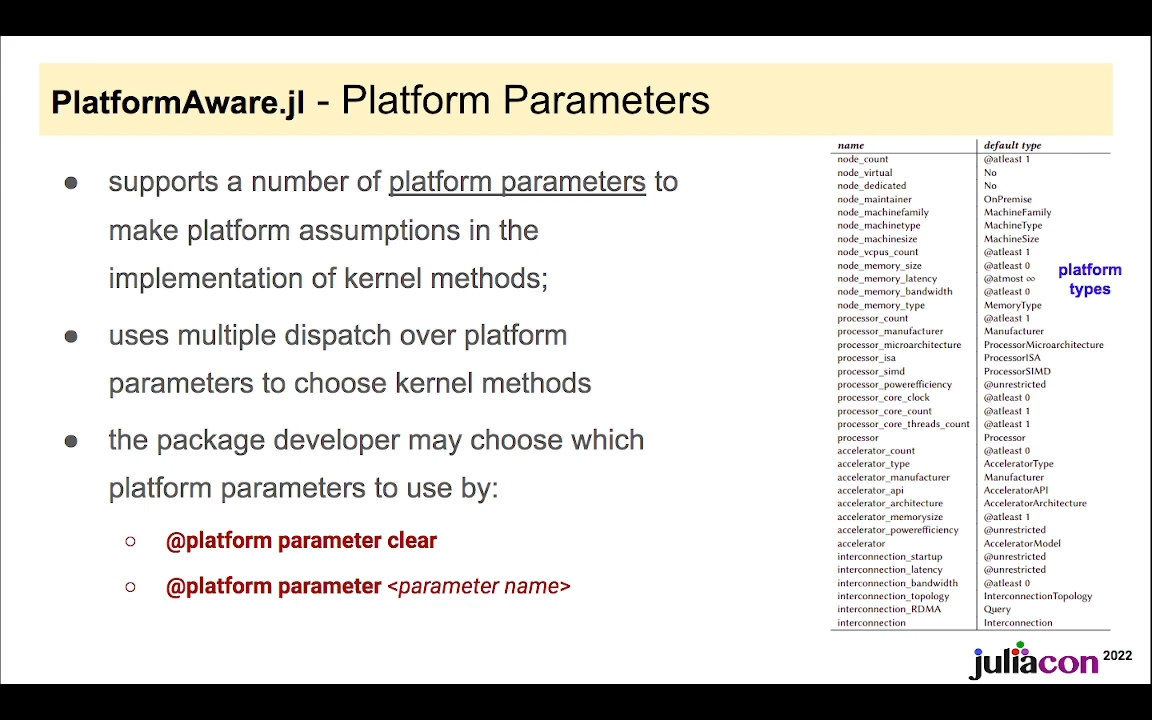 PlatformAware.jl - Platform Parameters
● supports a number of platform parameters to
make platform assumptions in the
implementation of kernel methods;
● uses multiple dispatch over platform
parameters to choose kernel methods
● the package developer may choose which
platform parameters to use by:
○ @platform parameter clear
○ @platform parameter <parameter name>
name default type
node_count @atleast 1
node_virtual No
node_dedicated No
node_maintainer OnPremise
node_machinefamily MachineFamily
node_machinetype MachineType
node_machinesize MachineSize
node_vcpus_count @atleast 1
node_memory_size @atleast 0
node_memory_latency @atmost ∞
node_memory_bandwidth @atleast 0
node_memory_type MemoryType
processor_count @atleast 1
processor_manufacturer Manufacturer
processor_microarchitecture ProcessorMicroarchitecture
processor_isa ProcessorISA
processor_simd ProcessorSIMD
processor_powerefficiency @unrestricted
processor_core_clock @atleast 0
processor_core_count @atleast 1
processor_core_threads_count @atleast 1
processor Processor
accelerator_count @atleast 0
accelerator_type AcceleratorType
accelerator_manufacturer Manufacturer
accelerator_api AcceleratorAPI
accelerator_architecture AcceleratorArchitecture
accelerator_memorysize @atleast 1
accelerator_powerefficiency @unrestricted
accelerator AcceleratorModel
interconnection_startup @unrestricted
interconnection_latency @unrestricted
interconnection_bandwidth @atleast 0
interconnection_topology InterconnectionTopology
interconnection_RDMA Query
interconnection Interconnection
platform
types
juliacon 2022